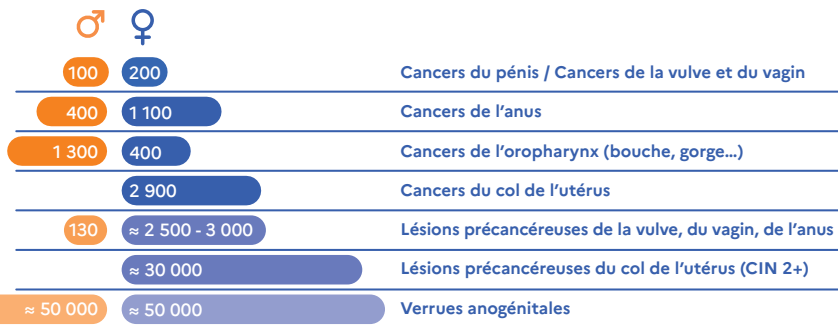 ♂ ♀
100 200 Cancers du pénis / Cancers de la vulve et du vagin
400 1 100 Cancers de l’anus
1 300 400 Cancers de l’oropharynx (bouche, gorge…)
2 900 Cancers du col de l’utérus
130 ≈ 2 500 - 3 000 Lésions précancéreuses de la vulve, du vagin, de l’anus
≈ 30 000 Lésions précancéreuses du col de l’utérus (CIN 2+)
≈ 50 000 ≈ 50 000 Verrues anogénitales